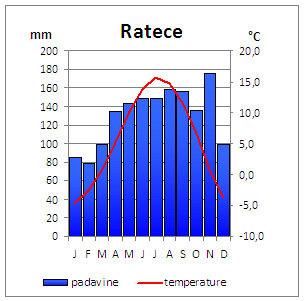 Ratece
mm °C
200 20,0
180
160 15,0
140
120 10,0
100 5,0
80 0,0
60
40 -5,0
20
0 -10,0
J F M A M J J A S O N D
padavine temperature